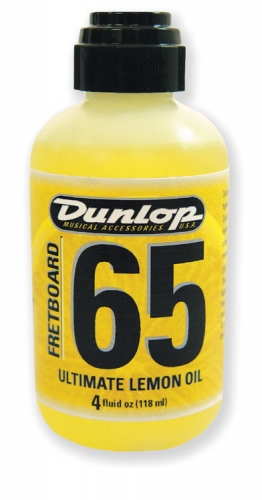 Dunlop
MUSICAL ACCESSORIES U.S.A.
FRETBOARD
65
ULTIMATE LEMON OIL
4 fluid oz (118 ml)